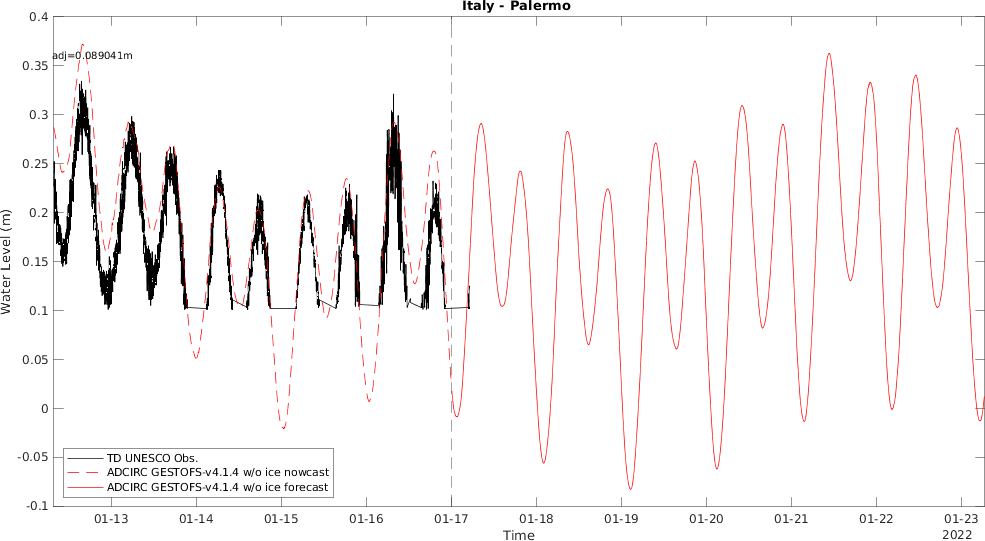 Italy - Palermo
adj=0.089041m
Water Level (m)
0.4
0.35
0.3
0.25
0.2
0.15
0.1
0.05
0
-0.05
-0.1
TD UNESCO Obs.
ADCIRC GESTOFS-v4.1.4 w/o ice nowcast
ADCIRC GESTOFS-v4.1.4 w/o ice forecast
01-13 01-14 01-15 01-16 01-17 01-18 01-19 01-20 01-21 01-22 01-23
2022
Time